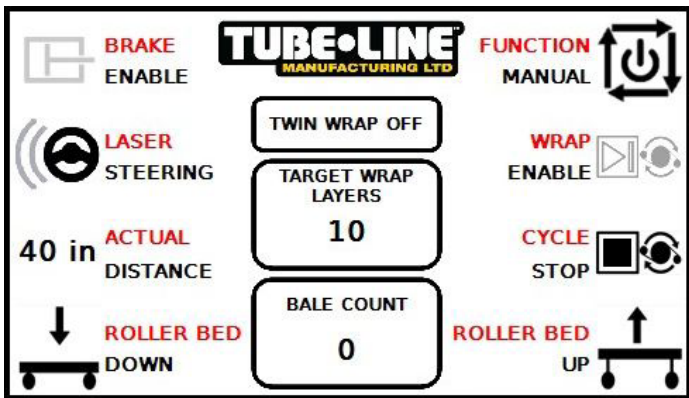 BRAKE
ENABLE
TUBE•LINE
MANUFACTURING LTD
FUNCTION
MANUAL
LASER
STEERING
TWIN WRAP OFF
WRAP
ENABLE
TARGET WRAP
LAYERS
10
40 in
ACTUAL
DISTANCE
CYCLE
STOP
BALE COUNT
0
ROLLER BED
DOWN
ROLLER BED
UP